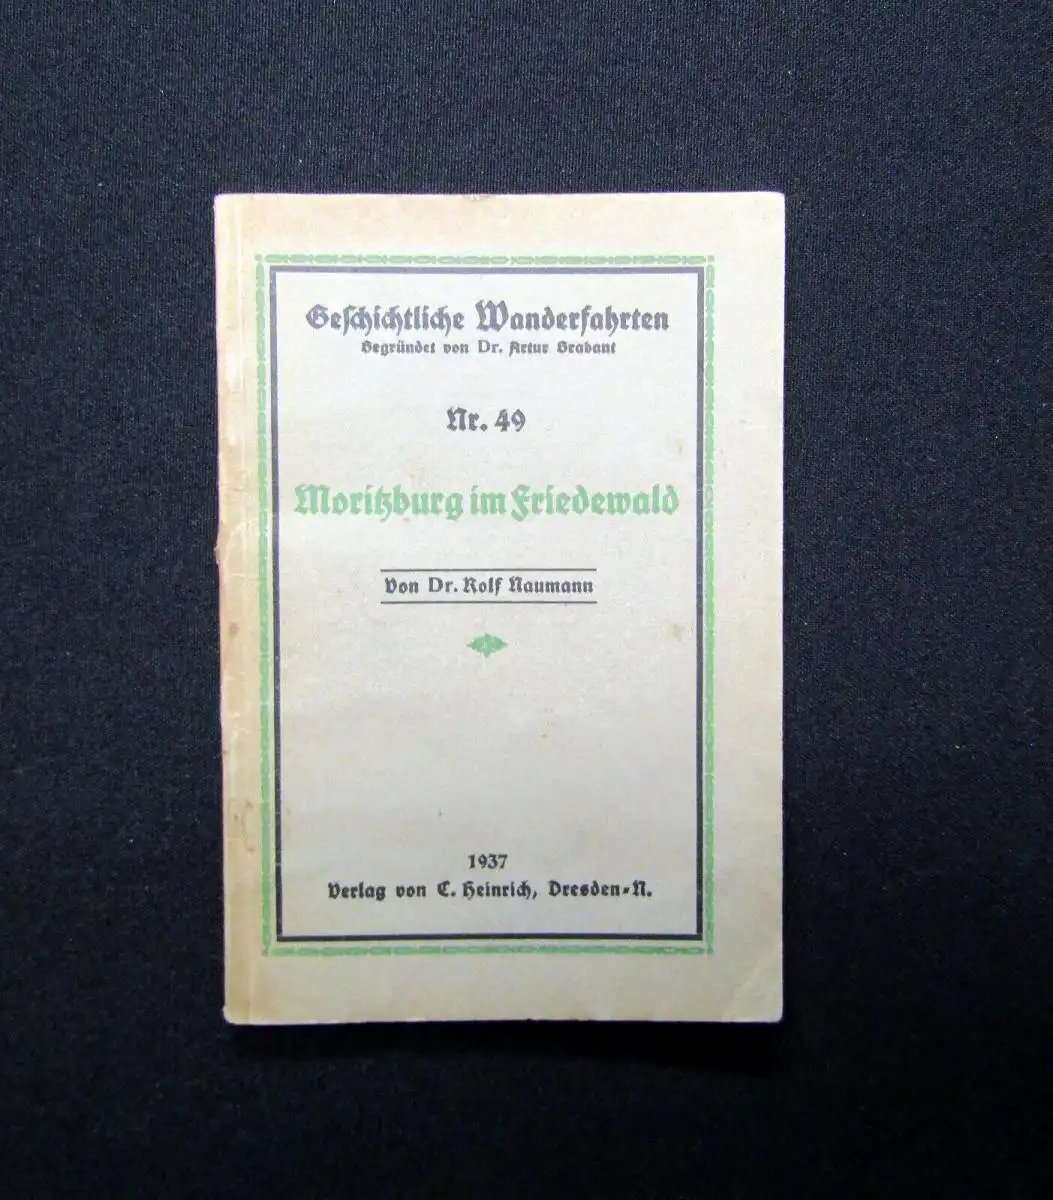 Geschichtliche Wanderfahrten
Begründet von Dr. Artur Brabant
Nr. 49
Moritzburg im Friedewald
Von Dr. Rolf Naumann
1937
Verlag von C. Heinrich, Dresden-N.